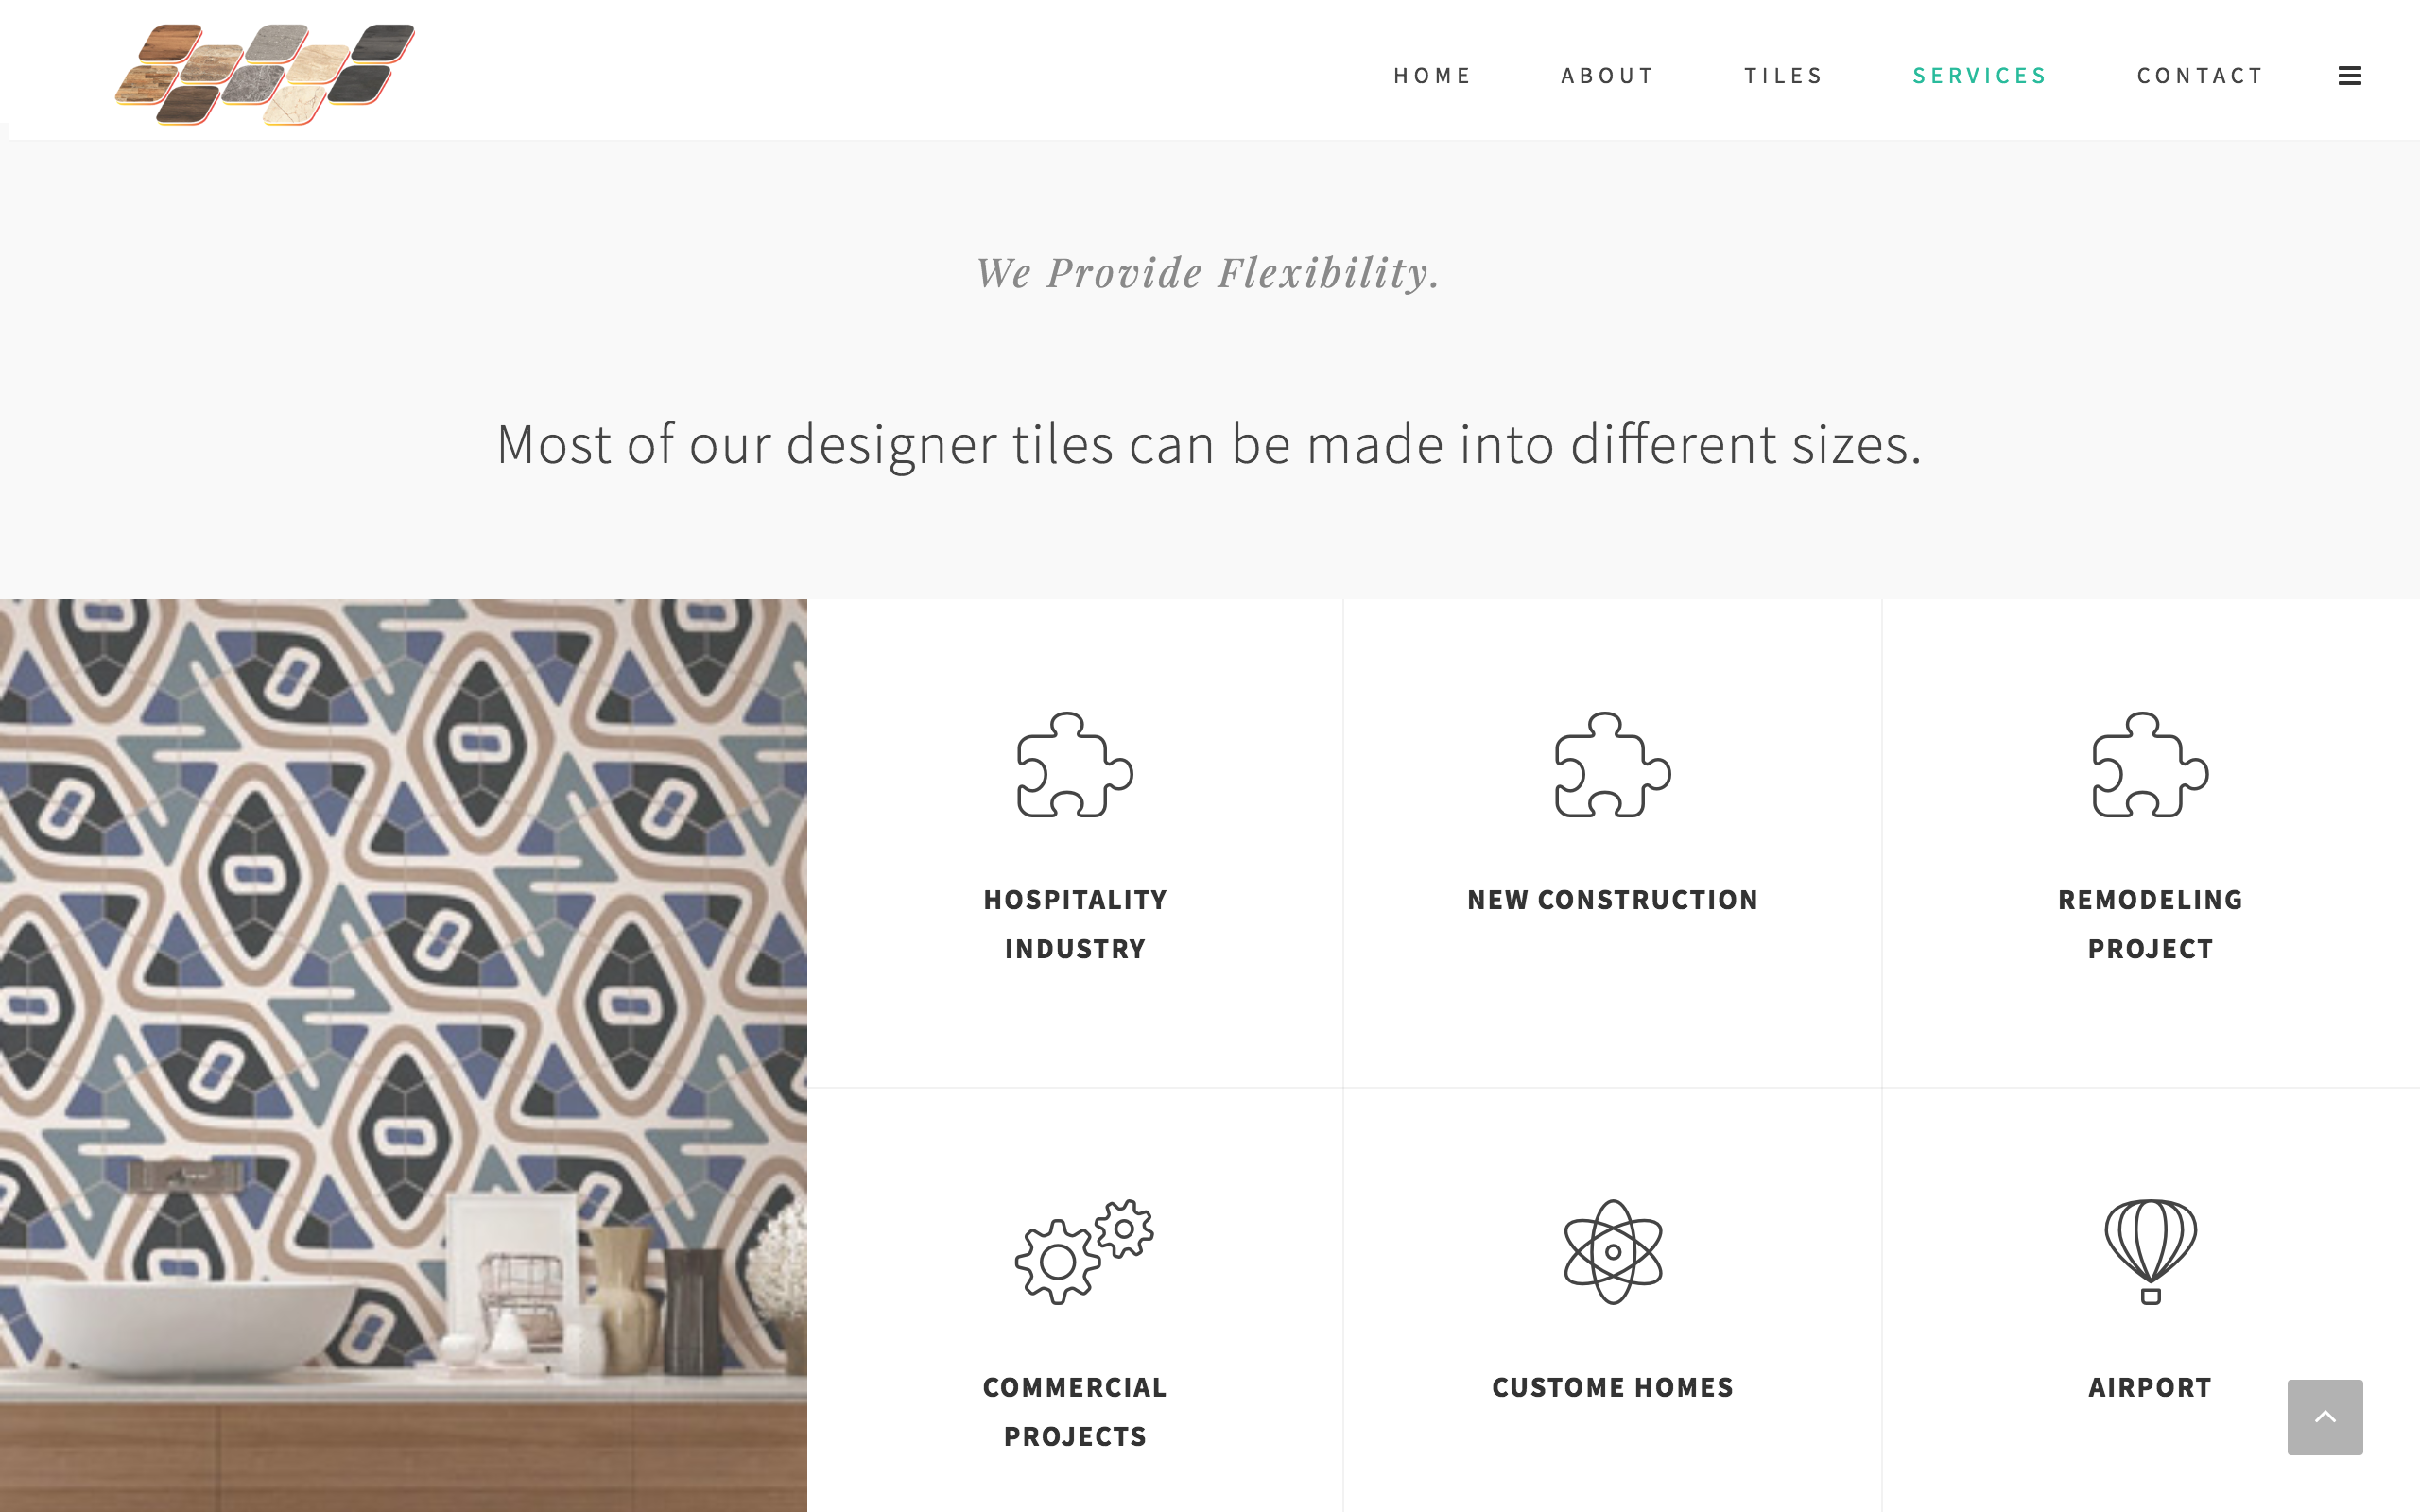 HOME ABOUT TILES SERVICES CONTACT
We Provide Flexibility.
Most of our designer tiles can be made into different sizes.
HOSPITALITY
INDUSTRY
NEW CONSTRUCTION
REMODELING
PROJECT
COMMERCIAL
PROJECTS
CUSTOME HOMES
AIRPORT